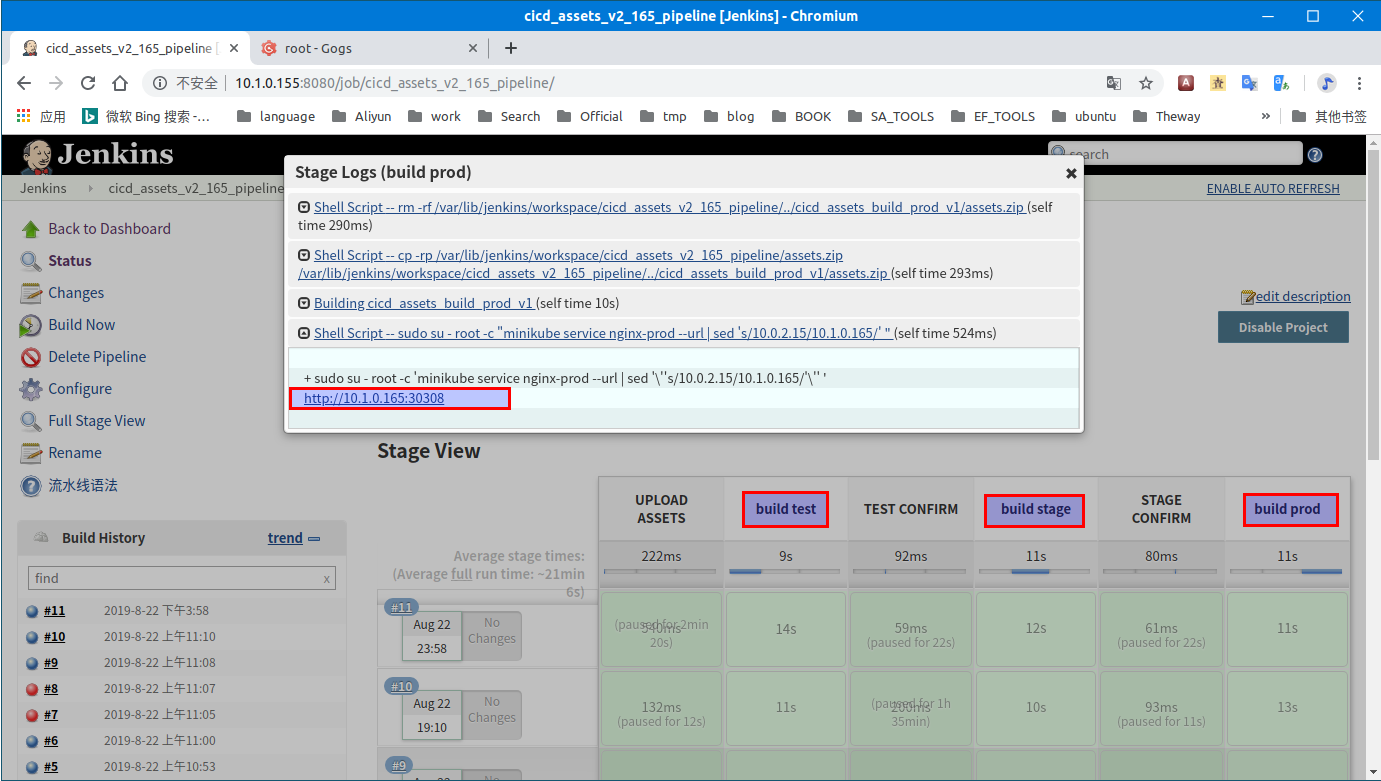 cicd_assets_v2_165_pipeline [Jenkins] - Chromium
cicd_assets_v2_165_pipeline [
root - Gogs
不安全
10.1.0.155:8080/job/cicd_assets_v2_165_pipeline/
应用
微软 Bing 搜索 -...
language
Aliyun
work
Search
Official
tmp
blog
BOOK
SA_TOOLS
EF_TOOLS
ubuntu
Theway
»
其他书签
Jenkins
search
Jenkins
cicd_assets_v2_165_pipeline
ENABLE AUTO REFRESH
Stage Logs (build prod)
Shell Script -- rm -rf /var/lib/jenkins/workspace/cicd_assets_v2_165_pipeline/../cicd_assets_build_prod_v1/assets.zip (self
time 290ms)
Shell Script -- cp -rp /var/lib/jenkins/workspace/cicd_assets_v2_165_pipeline/assets.zip
/var/lib/jenkins/workspace/cicd_assets_v2_165_pipeline/../cicd_assets_build_prod_v1/assets.zip (self time 293ms)
Building cicd_assets_build_prod_v1 (self time 10s)
Shell Script -- sudo su - root -c "minikube service nginx-prod --url | sed 's/10.0.2.15/10.1.0.165/' " (self time 524ms)
+ sudo su - root -c 'minikube service nginx-prod --url | sed '\''s/10.0.2.15/10.1.0.165/'\'' '
http://10.1.0.165:30308
Back to Dashboard
Status
Changes
Build Now
Delete Pipeline
Configure
Full Stage View
Rename
流水线语法
edit description
Disable Project
Build History
trend
find
x
#11 2019-8-22 下午3:58
#10 2019-8-22 上午11:10
#9 2019-8-22 上午11:08
#8 2019-8-22 上午11:07
#7 2019-8-22 上午11:05
#6 2019-8-22 上午11:00
#5 2019-8-22 上午10:53
Stage View
UPLOAD
ASSETS
build test
TEST CONFIRM
build stage
STAGE
CONFIRM
build prod
Average stage times:
(Average full run time: ~21min
6s)
222ms
9s
92ms
11s
80ms
11s
#11
Aug 22
23:58
No
Changes
540ms
(paused for 2min
20s)
14s
59ms
(paused for 22s)
12s
61ms
(paused for 22s)
11s
#10
Aug 22
19:10
No
Changes
132ms
(paused for 12s)
11s
(paused for 1h
35min)
10s
93ms
(paused for 11s)
13s
#9
No